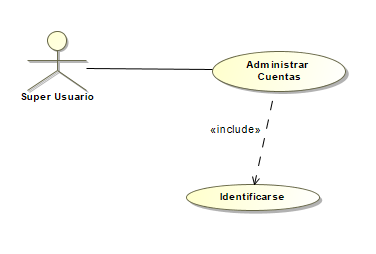 Administrar
Cuentas
Super Usuario
«include»
Identificarse